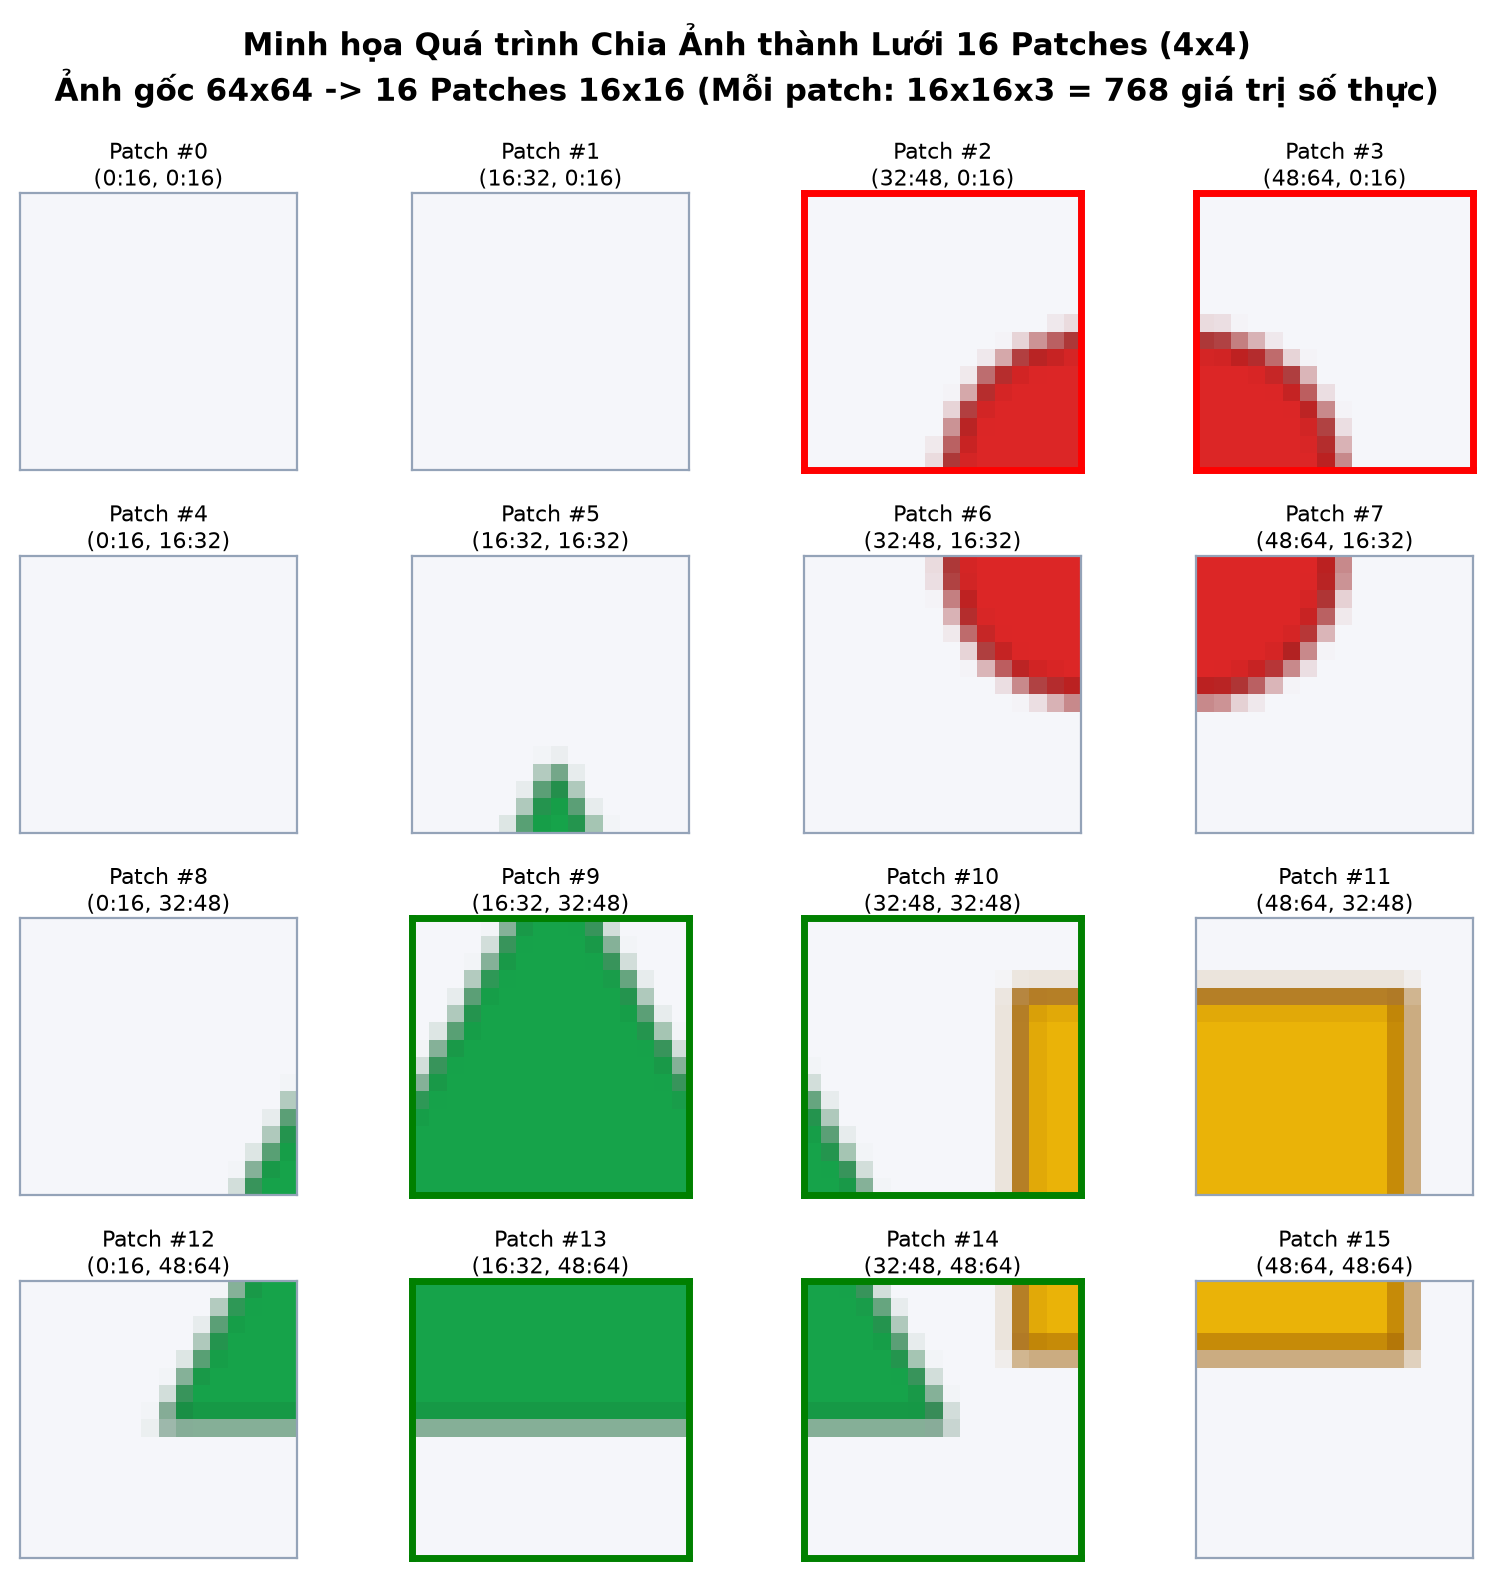 Minh họa Quá trình Chia Ảnh thành Lưới 16 Patches (4x4)
Ảnh gốc 64x64 -> 16 Patches 16x16 (Mỗi patch: 16x16x3 = 768 giá trị số thực)
Patch #0
(0:16, 0:16)
Patch #1
(16:32, 0:16)
Patch #2
(32:48, 0:16)
Patch #3
(48:64, 0:16)
Patch #4
(0:16, 16:32)
Patch #5
(16:32, 16:32)
Patch #6
(32:48, 16:32)
Patch #7
(48:64, 16:32)
Patch #8
(0:16, 32:48)
Patch #9
(16:32, 32:48)
Patch #10
(32:48, 32:48)
Patch #11
(48:64, 32:48)
Patch #12
(0:16, 48:64)
Patch #13
(16:32, 48:64)
Patch #14
(32:48, 48:64)
Patch #15
(48:64, 48:64)